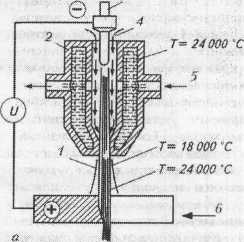 −
4
2
T= 24 000 °C
5
U
T= 18 000 °C
1
T= 24 000 °C
+
6
а